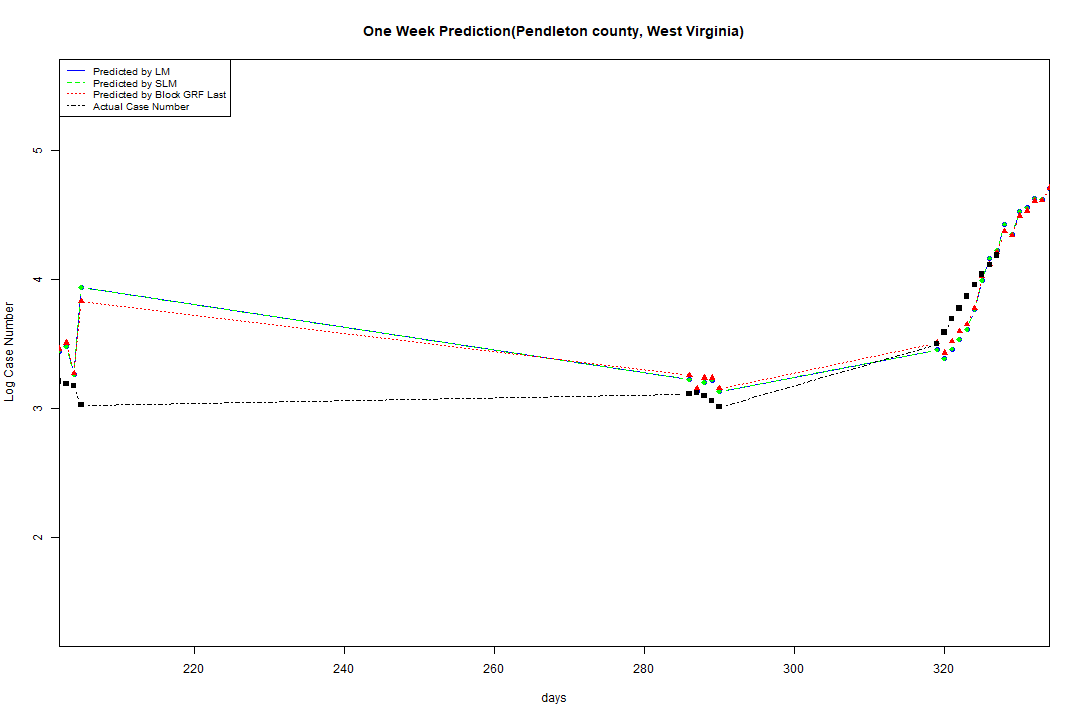 One Week Prediction(Pendleton county, West Virginia)
Predicted by LM
Predicted by SLM
Predicted by Block GRF Last
Actual Case Number
5
4
3
2
Log Case Number
220
240
260
280
300
320
days